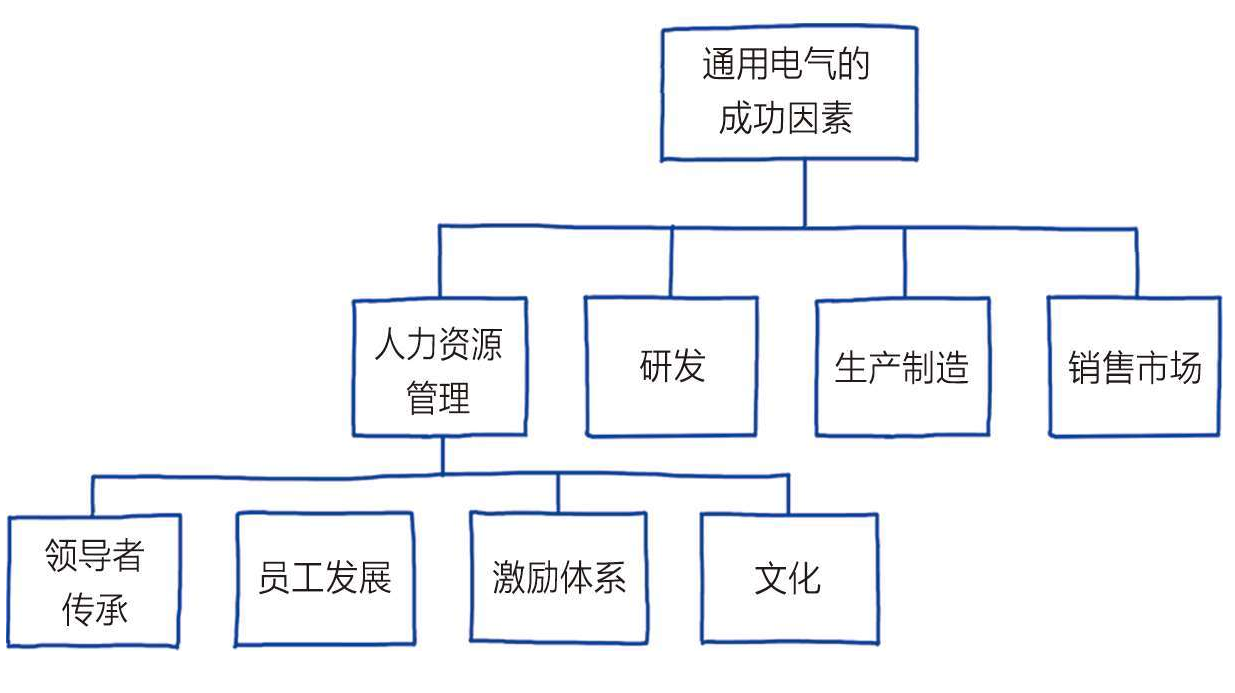 通用电气的
成功因素
人力资源
管理
研发
生产制造
销售市场
领导者
传承
员工发展
激励体系
文化